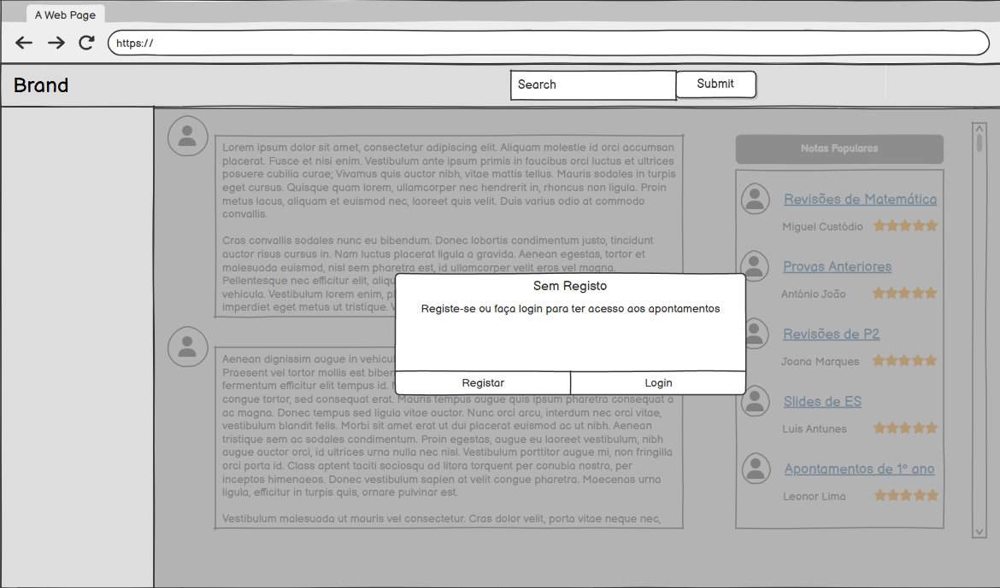 A Web Page
https://
Brand
Search
Submit
Lorem ipsum dolor sit amet, consectetur adipiscing elit. Aliquam molestie id orci accumsan
placerat. Fusce et nisi enim. Vestibulum ante ipsum primis in faucibus orci luctus et ultrices
posuere cubilia curae; Vivamus quis auctor nibh, vitae mattis tellus. Mauris sodales in turpis
eget cursus. Quisque quam lorem, ullamcorper nec hendrerit in, rhoncus non ligula. Proin
metus lacus, aliquam et euismod nec, laoreet quis velit. Duis varius odio at commodo
convallis.
Cras convallis sodales nunc eu bibendum. Donec lobortis condimentum justo, tincidunt
auctor risus cursus in. Nam luctus placerat ligula a gravida. Aenean egestas, tortor et
malesuada euismod, nisl sem pharetra est, id ullamcorper velit eros vel magna.
Pellentesque nec efficitur elit, aliqu
vehicula. Vestibulum lorem enim, p
imperdiet eget metus ut tristique. V
Sem Registo
Registe-se ou faça login para ter acesso aos apontamentos
Registar
Login
Aenean dignissim augue in vehicul
Praesent vel tortor mollis est biben
fermentum efficitur elit tempus id. N
congue tortor, sed consequat erat. Mauris tempus augue quis ipsum pharetra consequat a
ac magna. Donec tempus sed ligula vitae auctor. Nunc orci arcu, interdum nec orci vitae,
vestibulum blandit felis. Morbi sit amet erat ut dui placerat euismod ac ut nibh. Aenean
tristique sem ac sodales condimentum. Proin egestas, augue eu laoreet vestibulum, nibh
augue auctor orci, id ultrices urna nulla nec nisl. Vestibulum porttitor augue mi, non fringilla
orci porta id. Class aptent taciti sociosqu ad litora torquent per conubia nostra, per
inceptos himenaeos. Donec vestibulum sapien at velit congue pharetra. Maecenas urna
ligula, efficitur in turpis quis, ornare pulvinar est.
Vestibulum malesuada ut mauris vel consectetur. Cras dolor velit, porta vitae neque nec,
Notas Populares
Revisões de Matemática
Miguel Custódio
Provas Anteriores
António João
Revisões de P2
Joana Marques
Slides de ES
Luis Antunes
Apontamentos de 1º ano
Leonor Lima